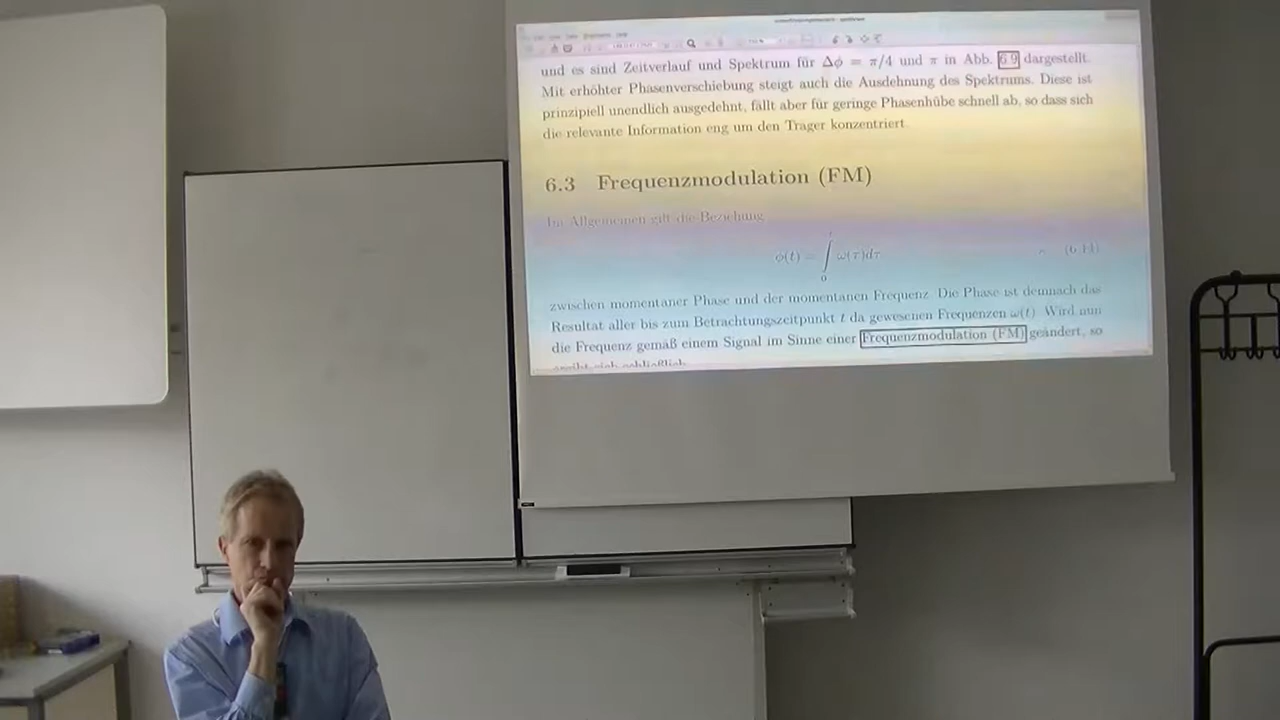 und es sind Zeitverlauf und Spektrum für Δϕ = π/4 und π in Abb. 6.9 dargestellt.
Mit erhöhter Phasenverschiebung steigt auch die Ausdehnung des Spektrums. Diese ist
prinzipiell unendlich ausgedehnt, fällt aber für geringe Phasenhübe schnell ab, so dass sich
die relevante Information eng um den Träger konzentriert.
6.3 Frequenzmodulation (FM)
Im Allgemeinen gilt die Beziehung
ϕ(t) = ∫₀ᵗ ω(τ)dτ (6.11)
zwischen momentaner Phase und der momentanen Frequenz. Die Phase ist demnach das
Resultat aller bis zum Betrachtungszeitpunkt t da gewesenen Frequenzen ω(t). Wird nun
die Frequenz gemäß einem Signal im Sinne einer Frequenzmodulation (FM) geändert, so